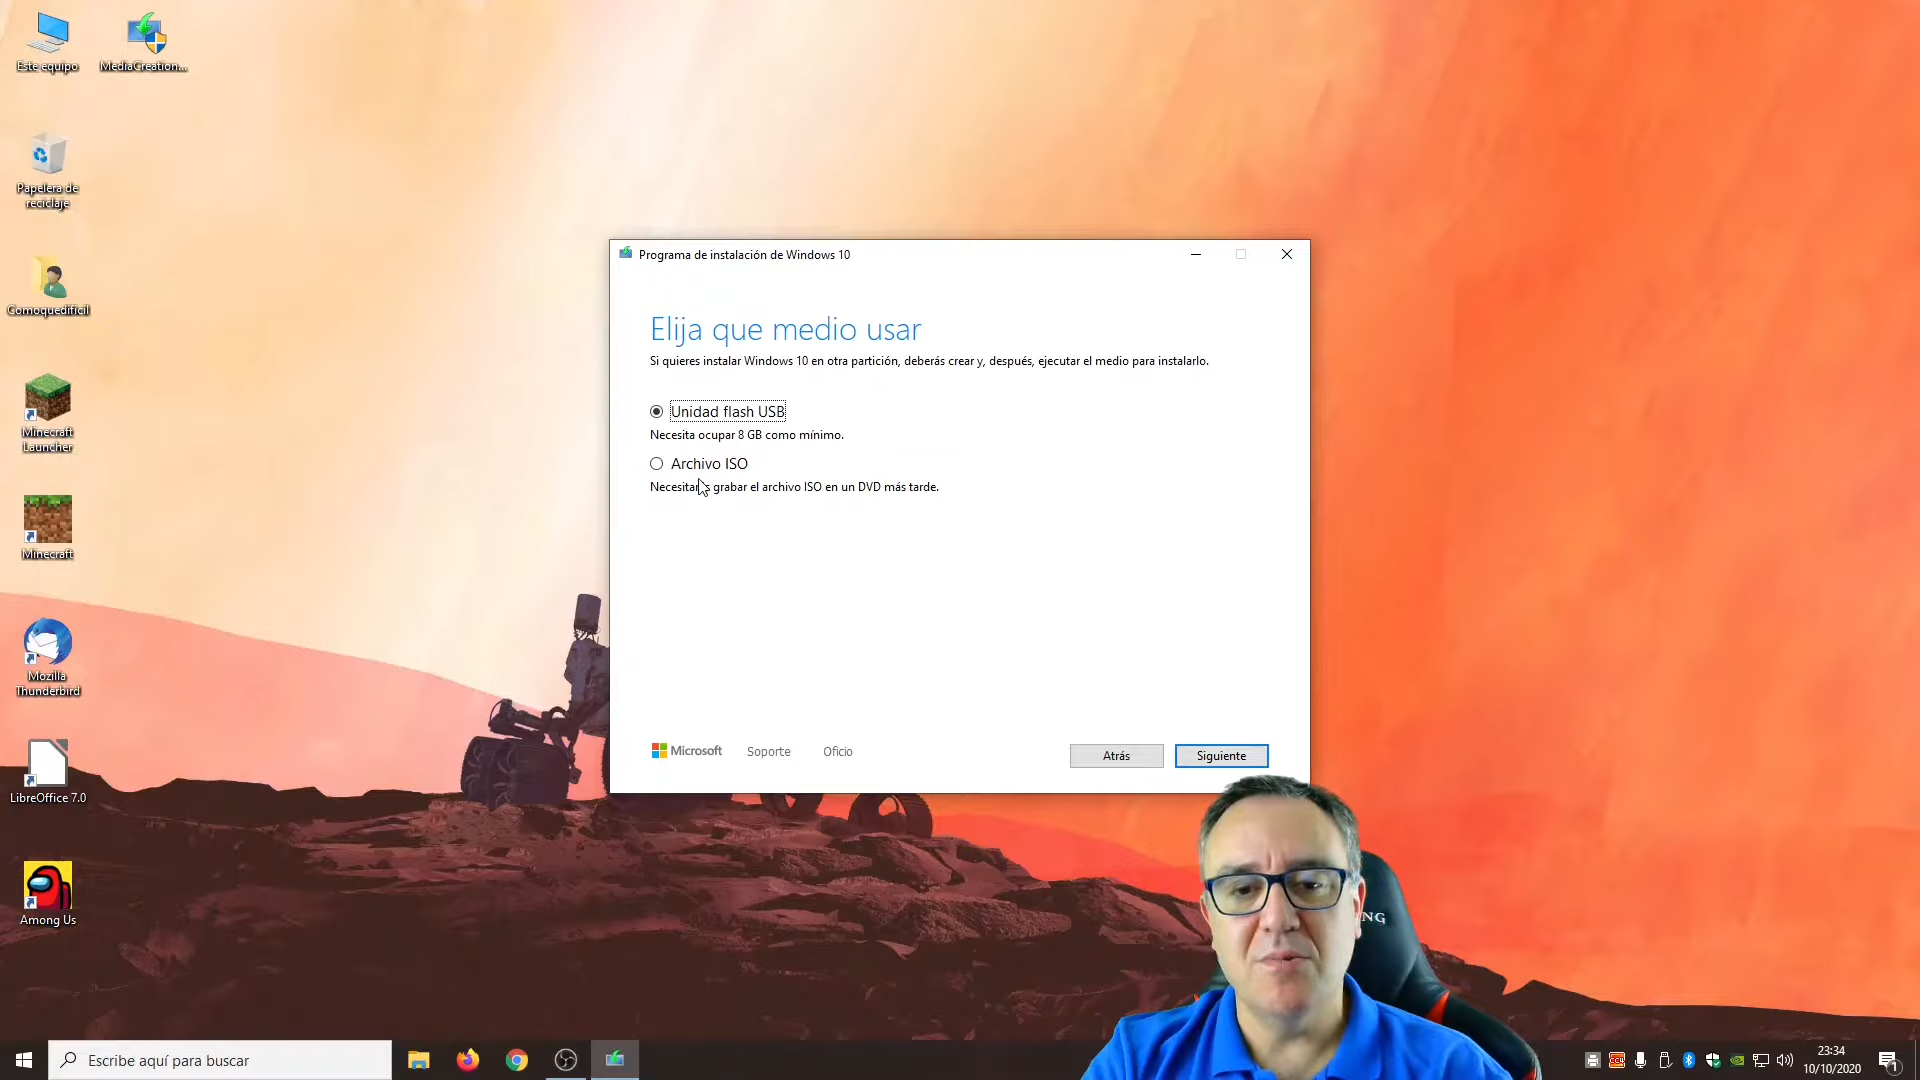 Este equipo
MediaCreation...
Papelera de
reciclaje
Comoquedificil
Minecraft
Launcher
Minecraft
Mozilla
Thunderbird
LibreOffice 7.0
Among Us
Programa de instalación de Windows 10
Elija que medio usar
Si quieres instalar Windows 10 en otra partición, deberás crear y, después, ejecutar el medio para instalarlo.
Unidad flash USB
Necesita ocupar 8 GB como mínimo.
Archivo ISO
Necesitarás grabar el archivo ISO en un DVD más tarde.
Microsoft Soporte Oficio
Atrás Siguiente
NG
Escribe aquí para buscar
23:34
10/10/2020
1